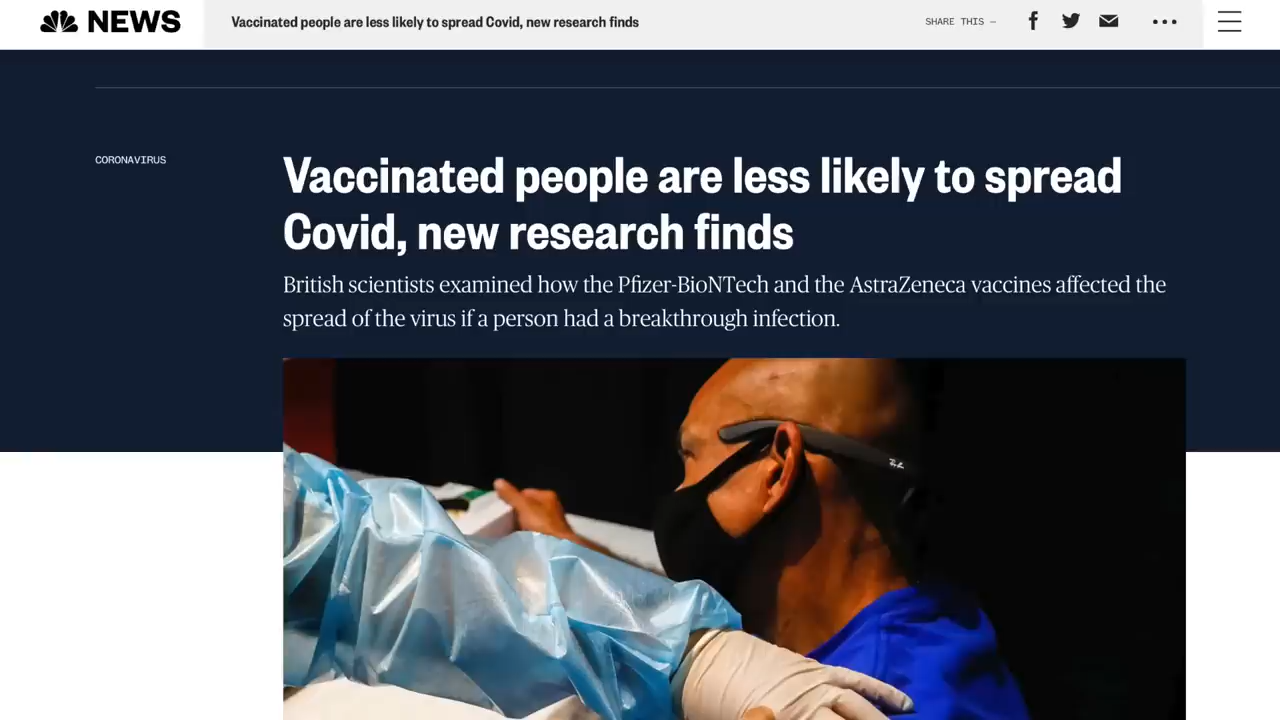 NEWS
Vaccinated people are less likely to spread Covid, new research finds
SHARE THIS —
CORONAVIRUS
Vaccinated people are less likely to spread
Covid, new research finds
British scientists examined how the Pfizer-BioNTech and the AstraZeneca vaccines affected the
spread of the virus if a person had a breakthrough infection.